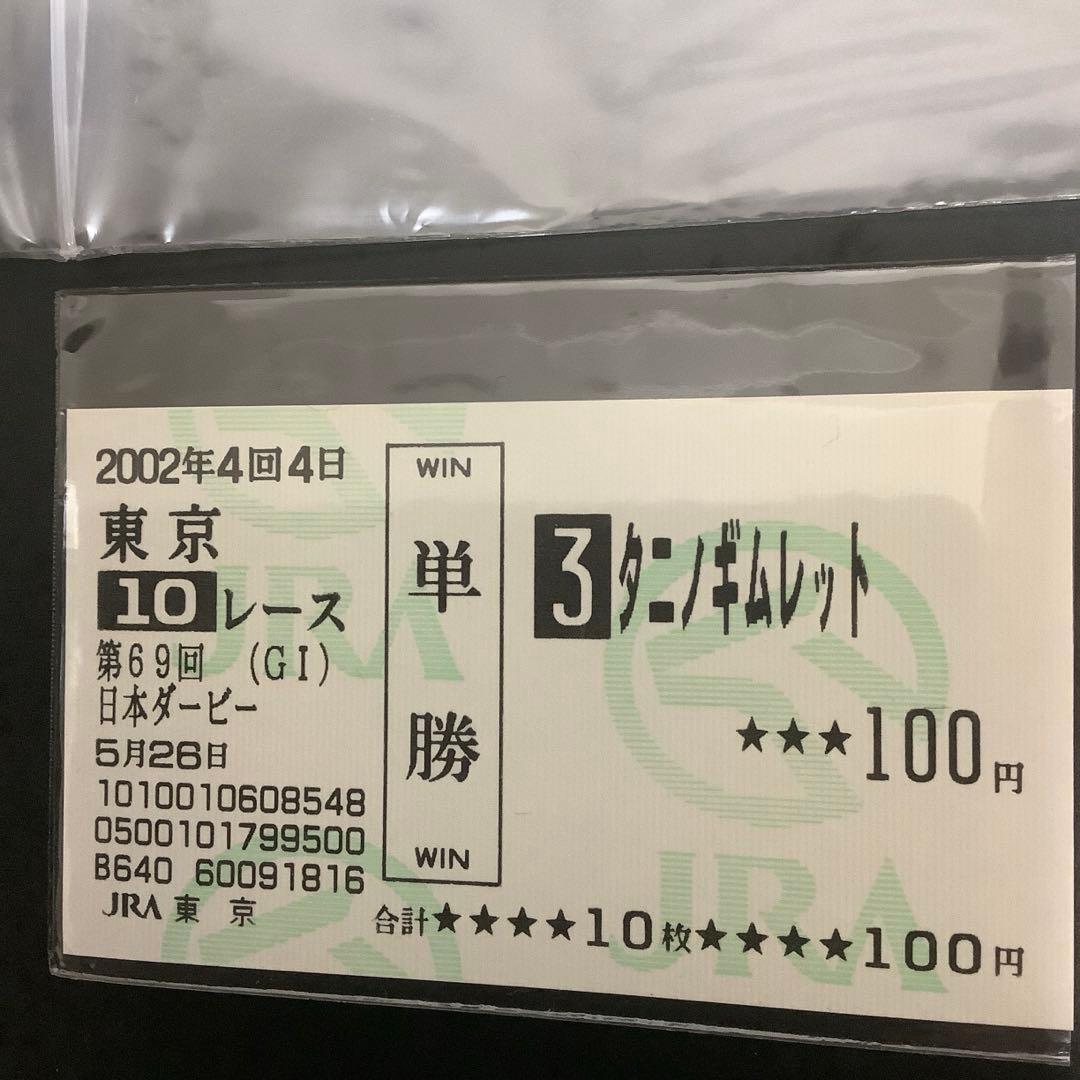 2002年4回4日
東京
10レース
第69回 (GI)
日本ダービー
5月26日
1010010608548
0500101799500
B640 60091816
JRA 東 京
WIN
単
勝
WIN
3 タニノギムレット
★★★100円
合計★★★★10枚★★★★100円
JRA
JRA